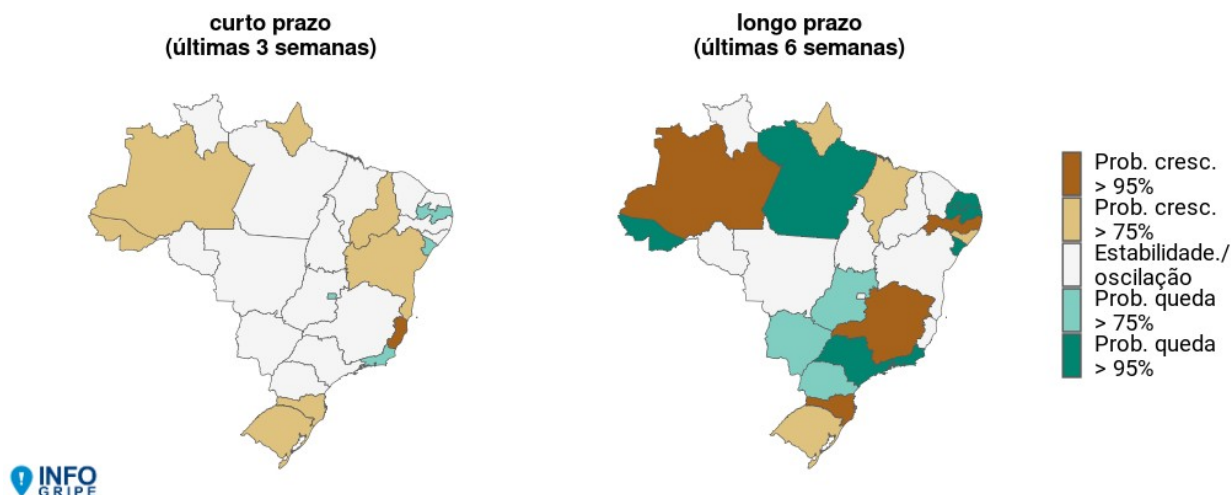 curto prazo
(últimas 3 semanas)
longo prazo
(últimas 6 semanas)
Prob. cresc.
> 95%
Prob. cresc.
> 75%
Estabilidade./
oscilação
Prob. queda
> 75%
Prob. queda
> 95%
INFO
GRIPE